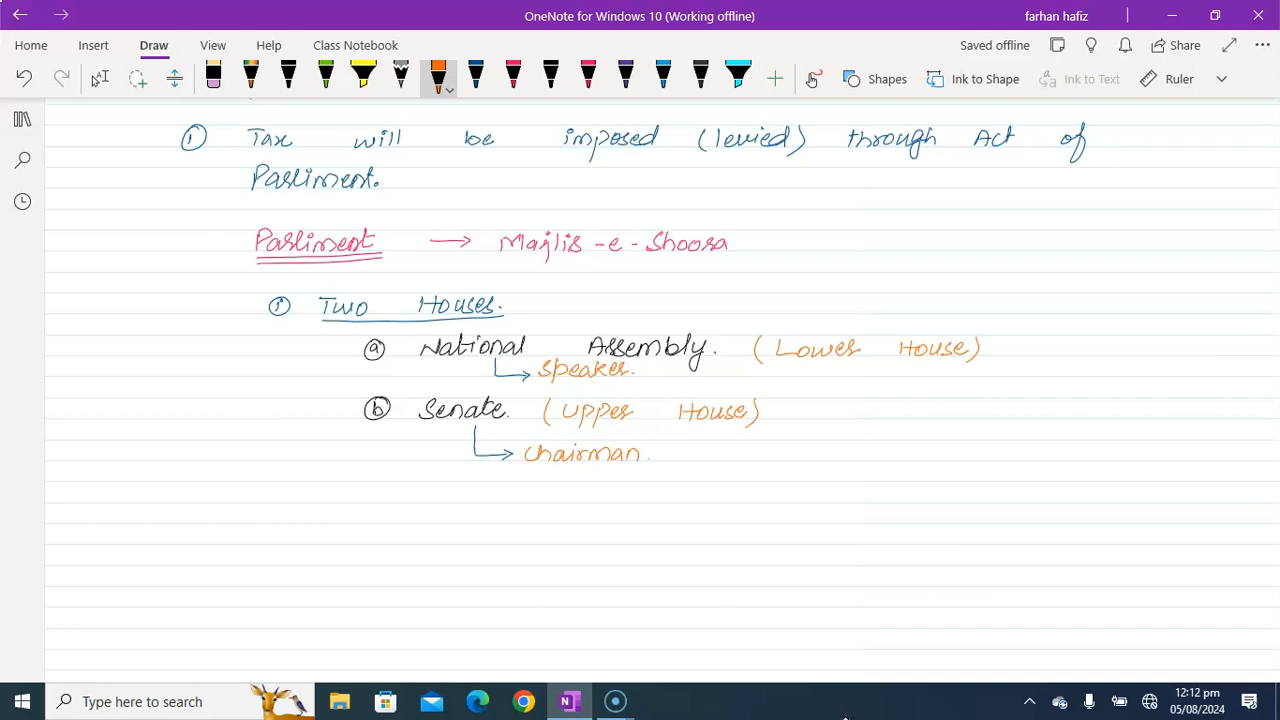 OneNote for Windows 10 (Working offline)
farhan hafiz
Home Insert Draw View Help Class Notebook
Saved offline Share
Shapes Ink to Shape Ink to Text Ruler
① Tax will be imposed (levied) through Act of
Parliment.
Parliment → Majlis-e-Shoora
① Two Houses.
ⓐ National Assembly. (Lower House)
Speaker.
ⓑ Senate. (Upper House)
Chairman.
Type here to search
12:12 pm
05/08/2024